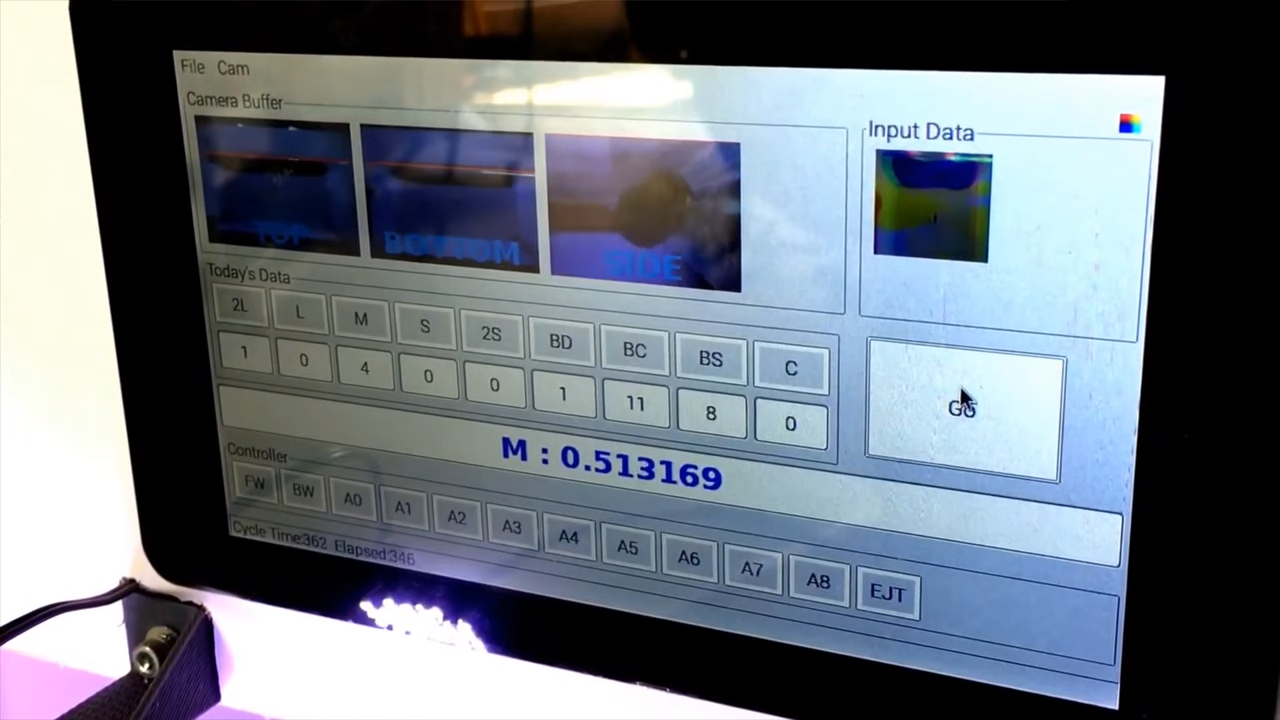 File Cam
Camera Buffer
Input Data
TOP
BOTTOM
SIDE
Today's Data
2L L M S 2S BD BC BS C
1 0 4 0 0 1 11 8 0
GO
M : 0.513169
Controller
FW BW A0 A1 A2 A3 A4 A5 A6 A7 A8 EJT
Cycle Time:362 Elapsed:346